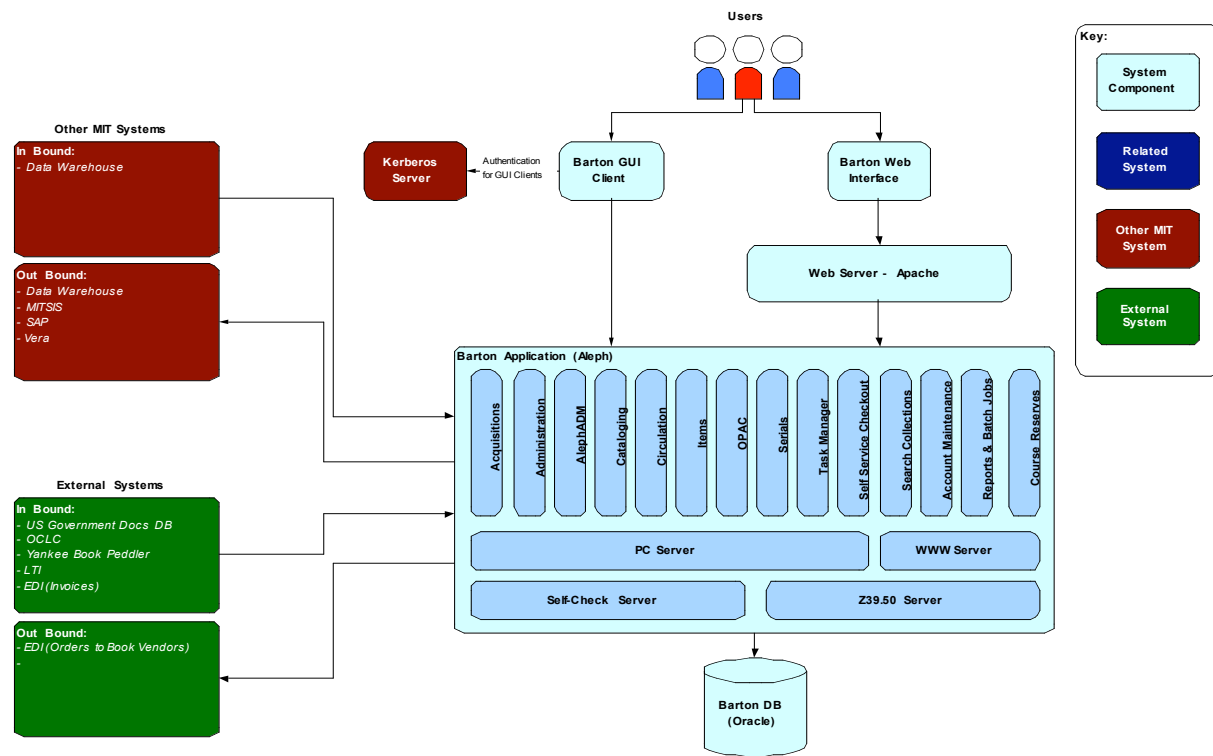 Users
Key:
System
Component
Related
System
Other MIT
System
External
System
Other MIT Systems
In Bound:
- Data Warehouse
Out Bound:
- Data Warehouse
- MITSIS
- SAP
- Vera
Kerberos
Server
Authentication
for GUI Clients
Barton GUI
Client
Barton Web
Interface
Web Server - Apache
Barton Application (Aleph)
Acquisitions
Administration
AlephADM
Cataloging
Circulation
Items
OPAC
Serials
Task Manager
Self Service Checkout
Search Collections
Account Maintenance
Reports & Batch Jobs
Course Reserves
PC Server
WWW Server
Self-Check Server
Z39.50 Server
External Systems
In Bound:
- US Government Docs DB
- OCLC
- Yankee Book Peddler
- LTI
- EDI (Invoices)
Out Bound:
- EDI (Orders to Book Vendors)
-
Barton DB
(Oracle)